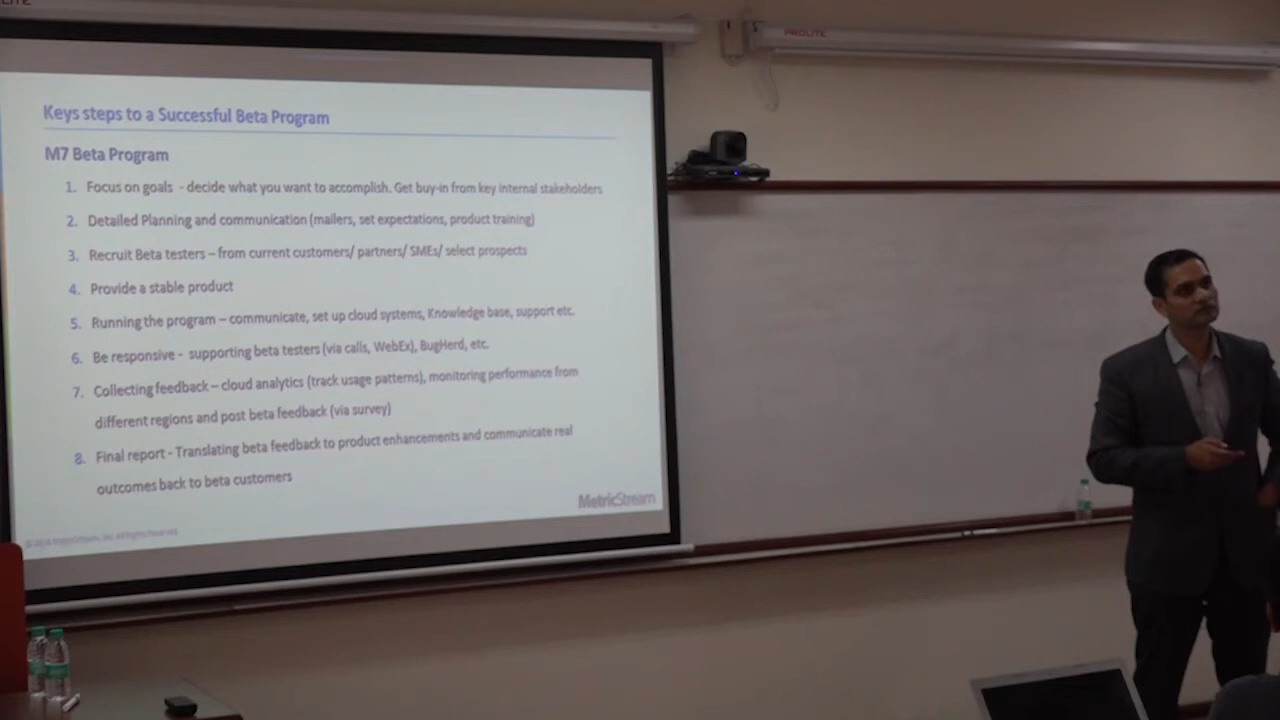 PROLITE
Keys steps to a Successful Beta Program
M7 Beta Program
1. Focus on goals - decide what you want to accomplish. Get buy-in from key internal stakeholders
2. Detailed Planning and communication (mailers, set expectations, product training)
3. Recruit Beta testers – from current customers/ partners/ SMEs/ select prospects
4. Provide a stable product
5. Running the program – communicate, set up cloud systems, Knowledge base, support etc.
6. Be responsive - supporting beta testers (via calls, WebEx), BugHerd, etc.
7. Collecting feedback – cloud analytics (track usage patterns), monitoring performance from
different regions and post beta feedback (via survey)
8. Final report - Translating beta feedback to product enhancements and communicate real
outcomes back to beta customers
MetricStream
All Rights Reserved.